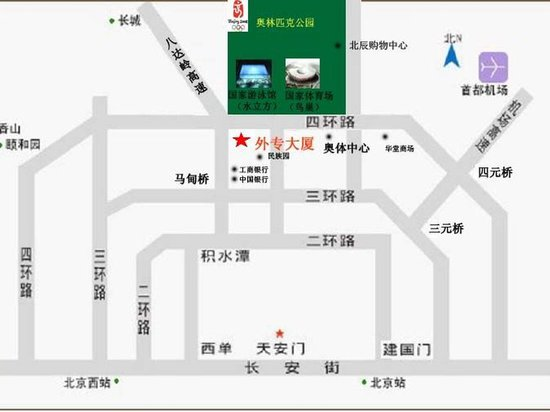 长城
Beijing 2008
奥林匹克公园
北辰购物中心
北N
首都机场
八达岭高速
国家游泳馆
（水立方）
国家体育场
（鸟巢）
机场高速
四环路
香山
颐和园
外专大厦
奥体中心
华堂商场
民族园
马甸桥
工商银行
中国银行
四元桥
三环路
三元桥
二环路
积水潭
四环路
三环路
二环路
西单
天安门
建国门
长安街
北京西站
北京站